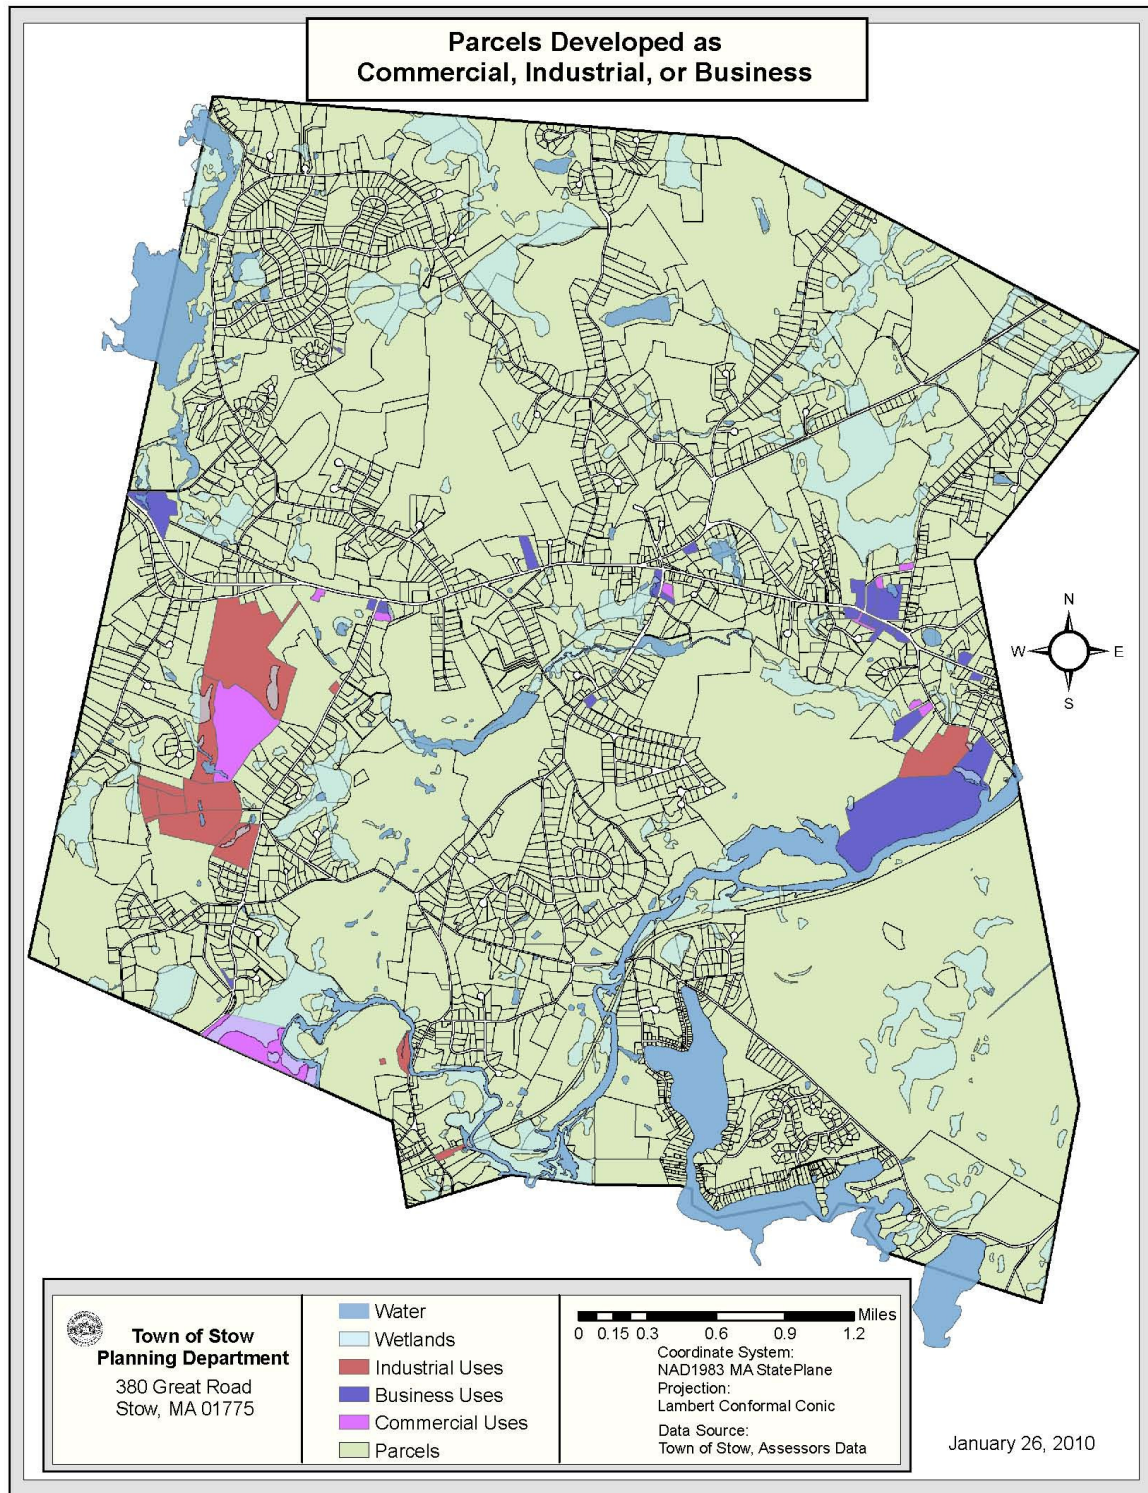 Parcels Developed as
Commercial, Industrial, or Business
N
W
E
S
Town of Stow
Planning Department
380 Great Road
Stow, MA 01775
Water
Wetlands
Industrial Uses
Business Uses
Commercial Uses
Parcels
Miles
0 0.15 0.3 0.6 0.9 1.2
Coordinate System:
NAD1983 MA StatePlane
Projection:
Lambert Conformal Conic
Data Source:
Town of Stow, Assessors Data
January 26, 2010